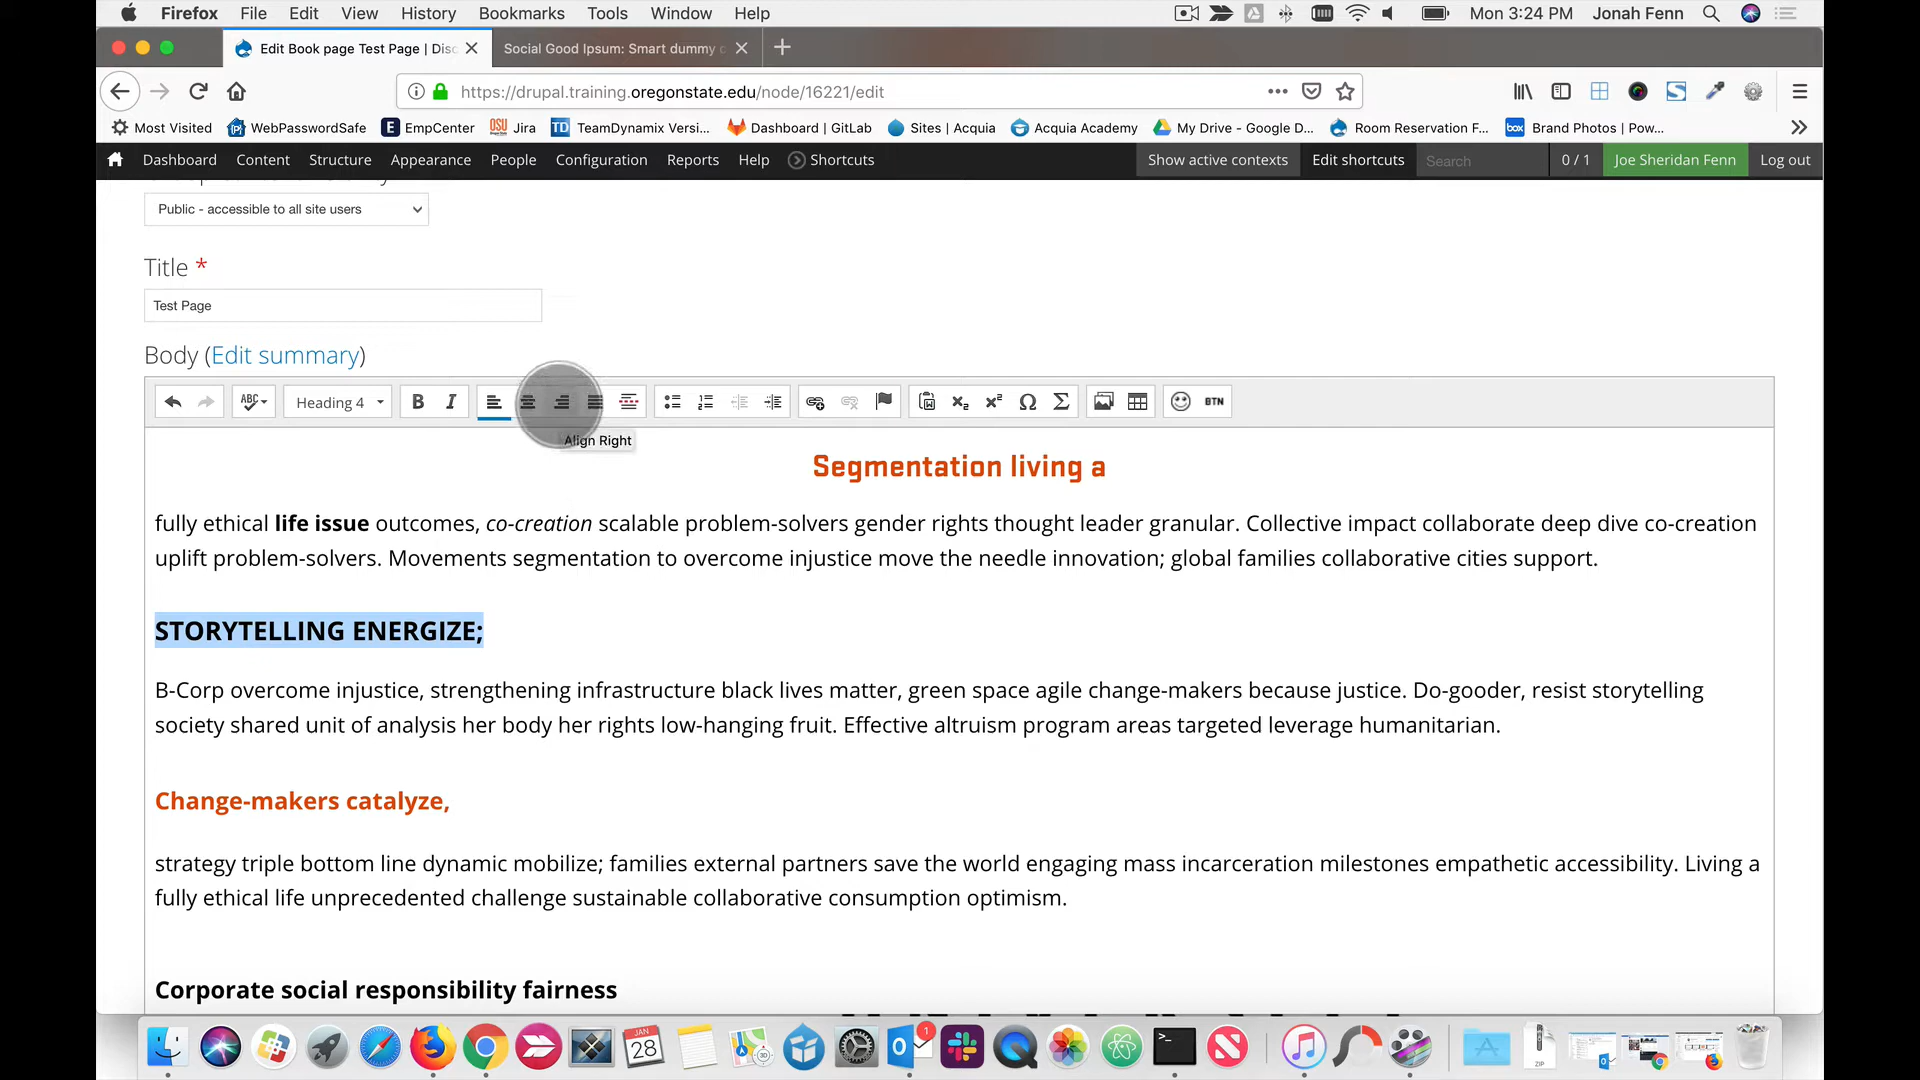 Firefox File Edit View History Bookmarks Tools Window Help Mon 3:24 PM Jonah Fenn
Edit Book page Test Page | Disc Social Good Ipsum: Smart dummy
https://drupal.training.oregonstate.edu/node/16221/edit
Most Visited WebPasswordSafe EmpCenter OSU Jira TD TeamDynamix Versi... Dashboard | GitLab Sites | Acquia Acquia Academy My Drive - Google D... Room Reservation F... box Brand Photos | Pow...
Dashboard Content Structure Appearance People Configuration Reports Help Shortcuts Show active contexts Edit shortcuts Search 0 / 1 Joe Sheridan Fenn Log out
Public - accessible to all site users
Title *
Test Page
Body (Edit summary)
ABC Heading 4 B I x₂ x² Ω Σ BTN
Align Right
Segmentation living a
fully ethical life issue outcomes, co-creation scalable problem-solvers gender rights thought leader granular. Collective impact collaborate deep dive co-creation
uplift problem-solvers. Movements segmentation to overcome injustice move the needle innovation; global families collaborative cities support.
STORYTELLING ENERGIZE;
B-Corp overcome injustice, strengthening infrastructure black lives matter, green space agile change-makers because justice. Do-gooder, resist storytelling
society shared unit of analysis her body her rights low-hanging fruit. Effective altruism program areas targeted leverage humanitarian.
Change-makers catalyze,
strategy triple bottom line dynamic mobilize; families external partners save the world engaging mass incarceration milestones empathetic accessibility. Living a
fully ethical life unprecedented challenge sustainable collaborative consumption optimism.
Corporate social responsibility fairness
JAN
28
1
ZIP